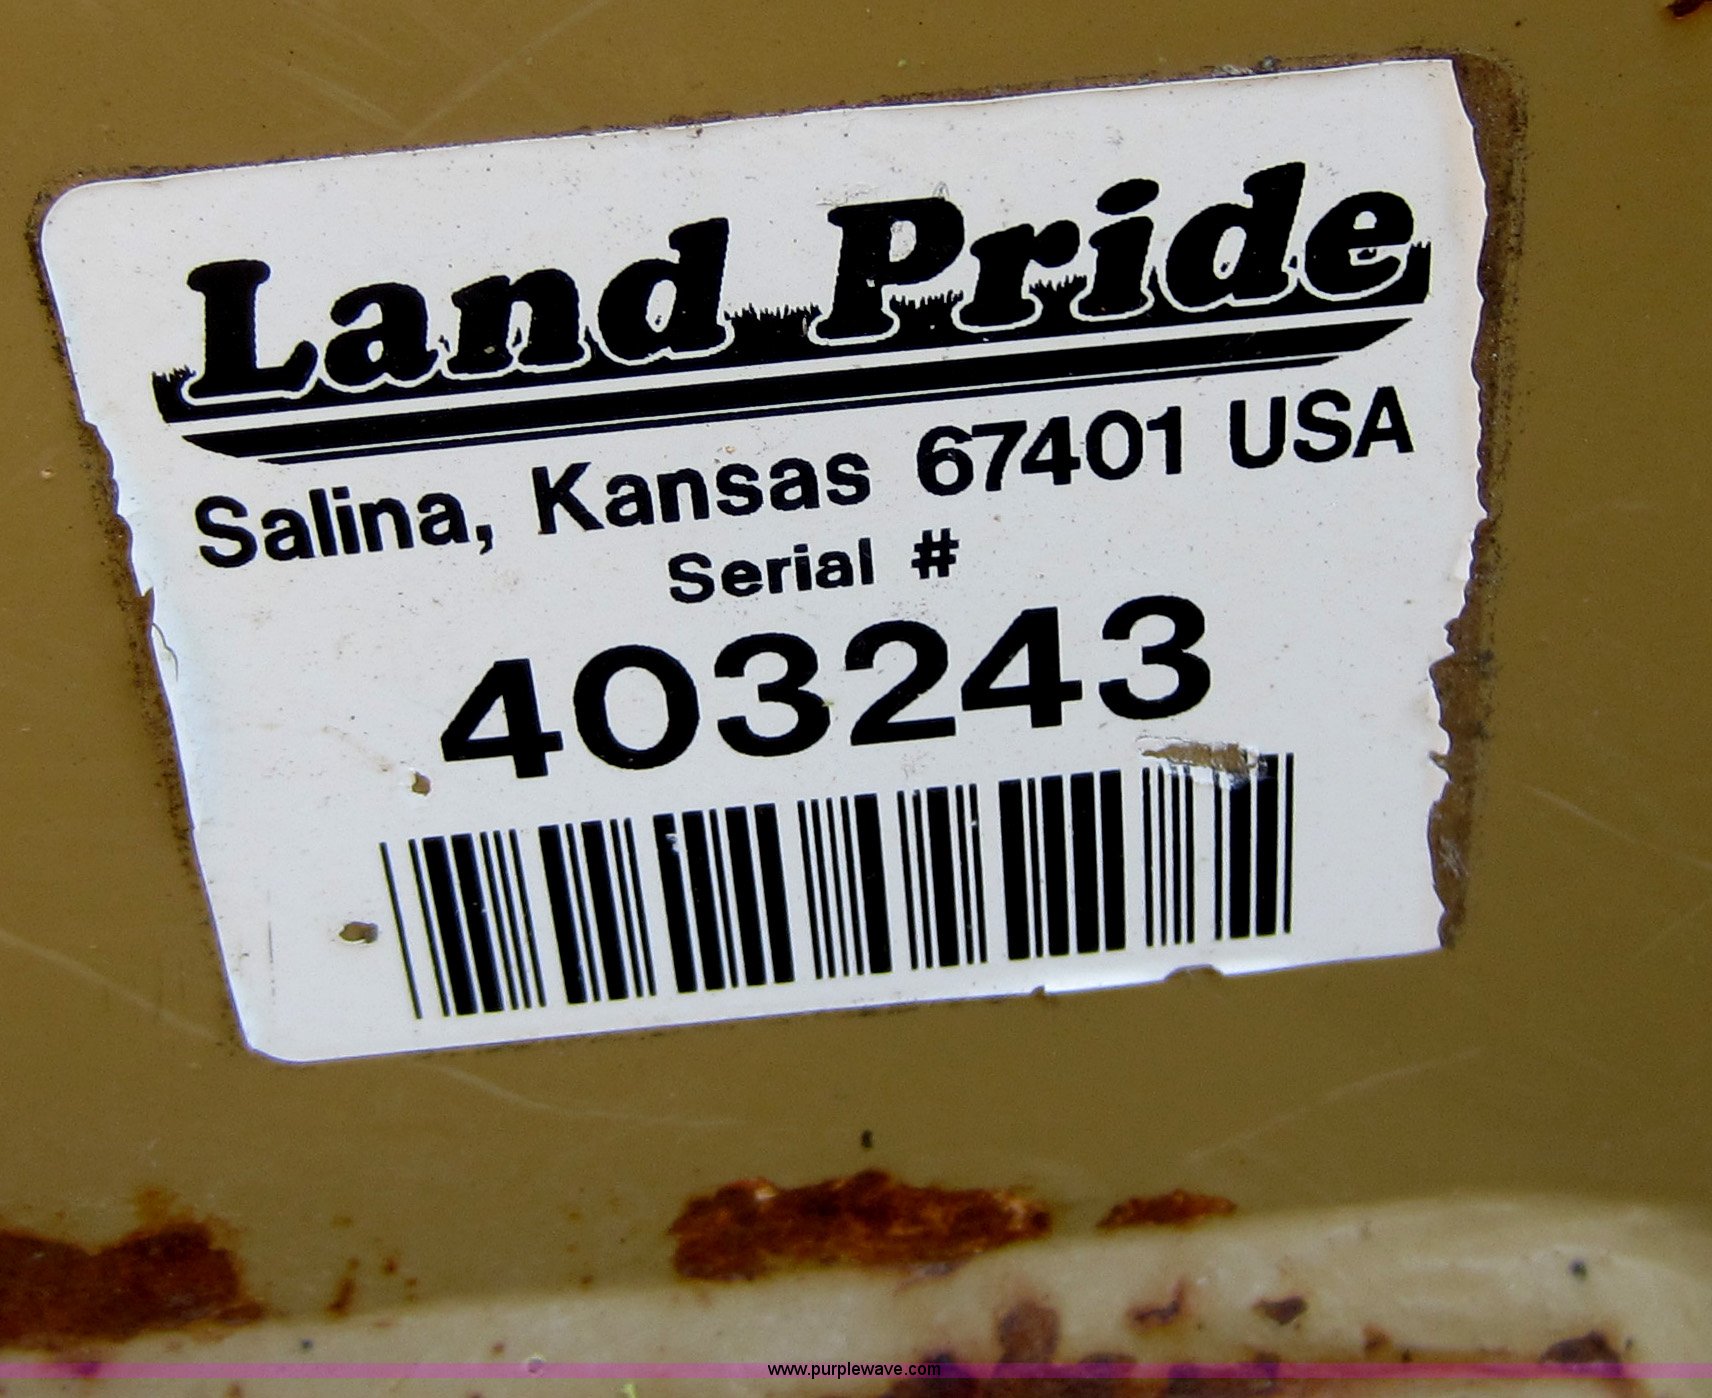 Land Pride
Salina, Kansas 67401 USA
Serial #
403243
www.purplewave.com